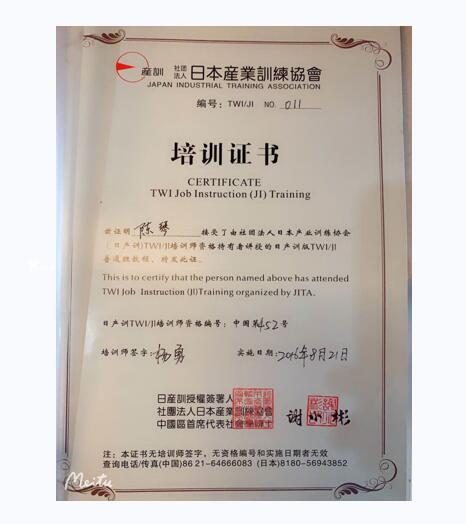 産訓 社団法人 日本産業訓練協會
JAPAN INDUSTRIAL TRAINING ASSOCIATION
编号: TWI/JI NO. 011
培训证书
CERTIFICATE
TWI Job Instruction (JI) Training
兹证明 陈琴 接受了由社团法人日本产业训练协会
(日产训)TWI/JI培训师资格持有者讲授的日产训版TWI/JI
普通班教程、特发此证。
This is to certify that the person named above has attended
TWI Job Instruction (JI)Training organized by JITA.
日产训TWI/JI培训师资格编号: 中国第452号
培训师签字: 杨勇 实施日期: 2016年8月21日
日産訓授權簽署人
社團法人日本産業訓練協會
中國區首席代表社會學碩士
谢小彬
注: 本证书无培训师签字, 无资格编号和实施日期者无效
查询电话/传真(中国)86 21-64666083 (日本)8180-56943852
Meitu